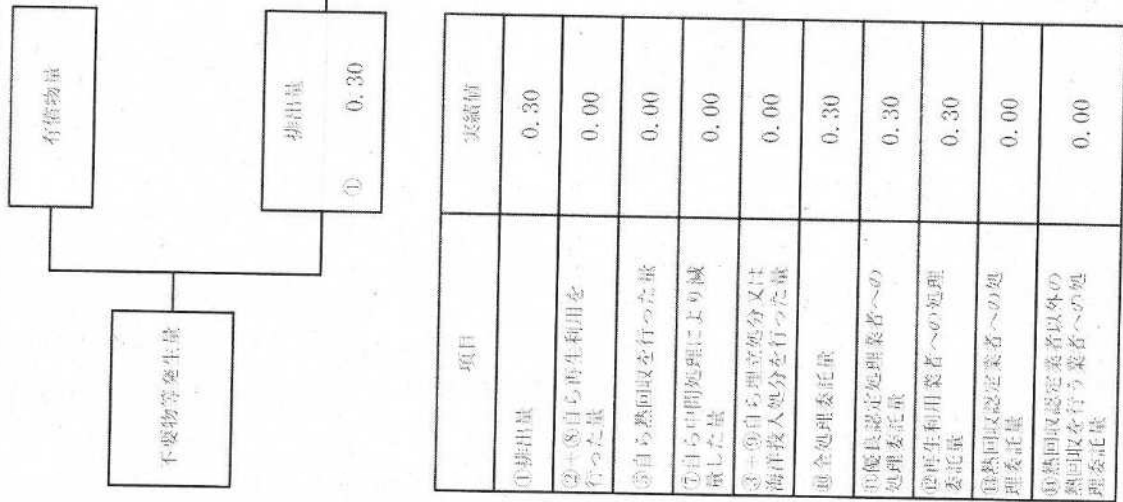 有償物量
不要物等発生量
排出量
① 0.30
項目 実績値
①排出量 0.30
②+⑧自ら再生利用を
行った量 0.00
⑤自ら熱回収を行った量 0.00
⑦自ら中間処理により減
量した量 0.00
③+⑨自ら埋立処分又は
海洋投入処分を行った量 0.00
⑩全処理委託量 0.30
⑪優良認定処理業者への
処理委託量 0.30
⑫再生利用業者への処理
委託量 0.30
⑬熱回収認定業者への処
理委託量 0.00
⑭熱回収認定業者以外の
熱回収を行う業者への処
理委託量 0.00